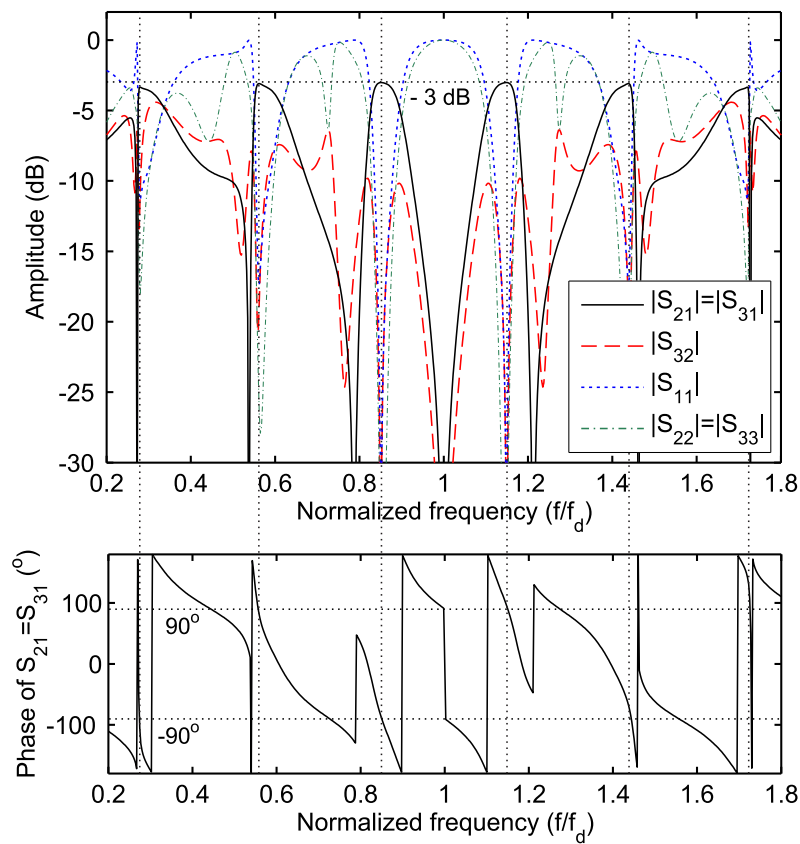 0
-5
-10
-15
-20
-25
-30
Amplitude (dB)
- 3 dB
|S21|=|S31|
|S32|
|S11|
|S22|=|S33|
0.2 0.4 0.6 0.8 1 1.2 1.4 1.6 1.8
Normalized frequency (f/fd)
100
0
-100
Phase of S21=S31 (o)
90o
-90o
0.2 0.4 0.6 0.8 1.0 1.2 1.4 1.6 1.8
Normalized frequency (f/fd)